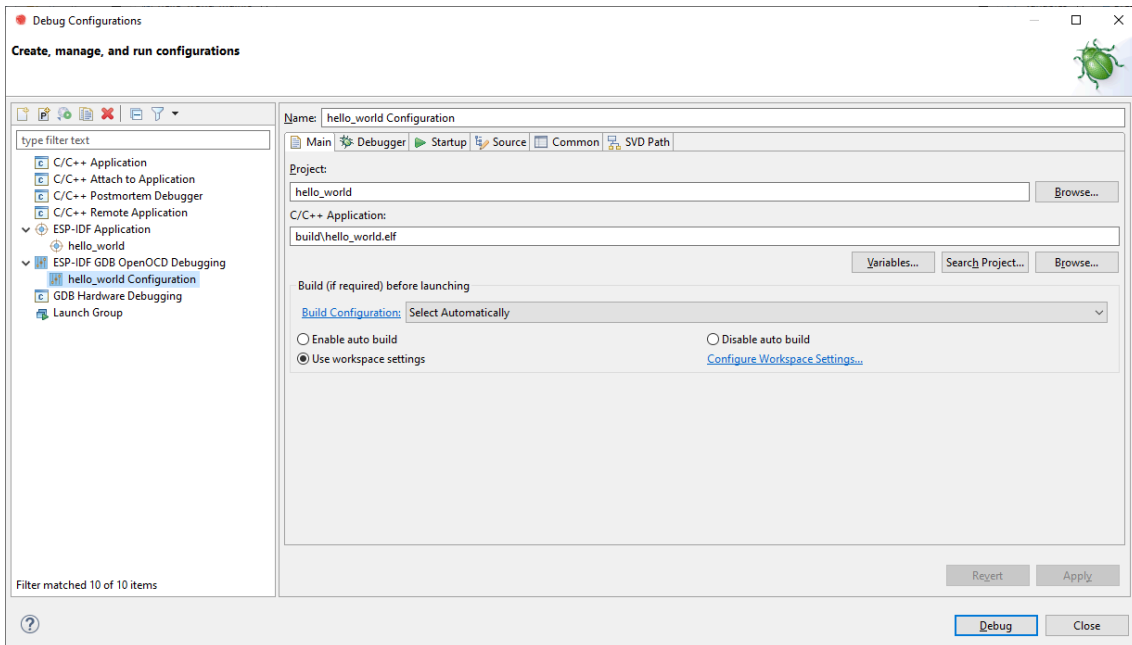 Debug Configurations
Create, manage, and run configurations
type filter text
C/C++ Application
C/C++ Attach to Application
C/C++ Postmortem Debugger
C/C++ Remote Application
ESP-IDF Application
hello_world
ESP-IDF GDB OpenOCD Debugging
hello_world Configuration
GDB Hardware Debugging
Launch Group
Filter matched 10 of 10 items
Name: hello_world Configuration
Main Debugger Startup Source Common SVD Path
Project:
hello_world Browse...
C/C++ Application:
build\hello_world.elf
Variables... Search Project... Browse...
Build (if required) before launching
Build Configuration: Select Automatically
Enable auto build Disable auto build
Use workspace settings Configure Workspace Settings...
Revert Apply
Debug Close